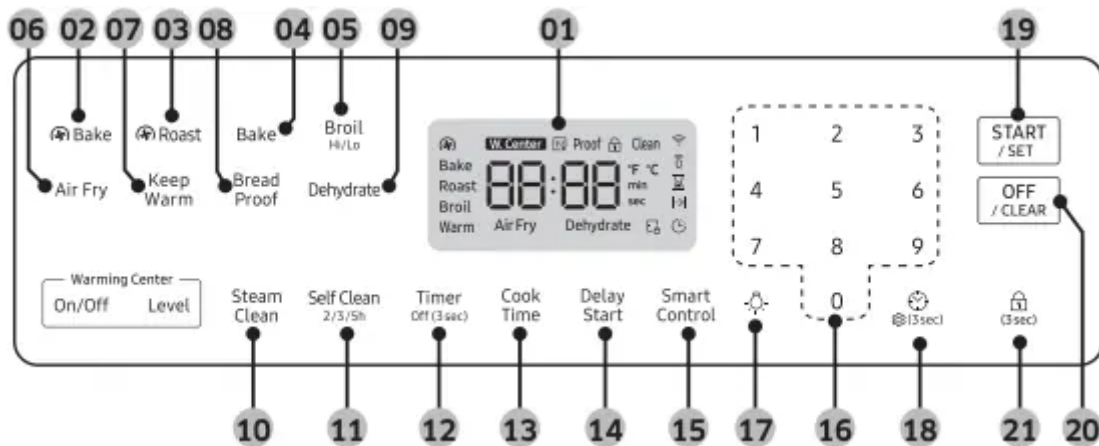 06 02 07 03 08 04 05 09 01 19
Bake Roast Bake Broil
Hi/Lo
Air Fry Keep Warm Bread Proof Dehydrate
W. Center Proof Clean
Bake
Roast
Broil
Warm
88:88
°F °C
min
sec
Air Fry Dehydrate
1 2 3
4 5 6
7 8 9
0
START
/ SET
OFF
/ CLEAR
Warming Center
On/Off Level
Steam
Clean
Self Clean
2/3/5h
Timer
Off (3 sec)
Cook
Time
Delay
Start
Smart
Control
(3 sec)
(3 sec)
10 11 12 13 14 15 17 16 18 21 20